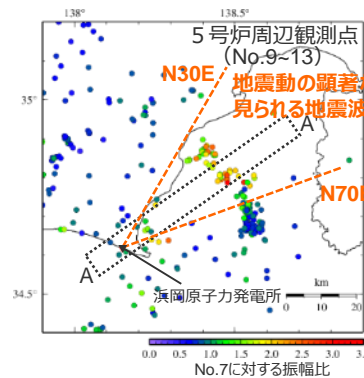 138°
138.5°
５号炉周辺観測点
（No.9~13）
N30E
地震動の顕著
見られる地震波
35°
A
N70
A
34.5°
浜岡原子力発電所
km
0 10 20
0.0 0.5 1.0 1.5 2.0 2.5 3.0 3.
No.7に対する振幅比